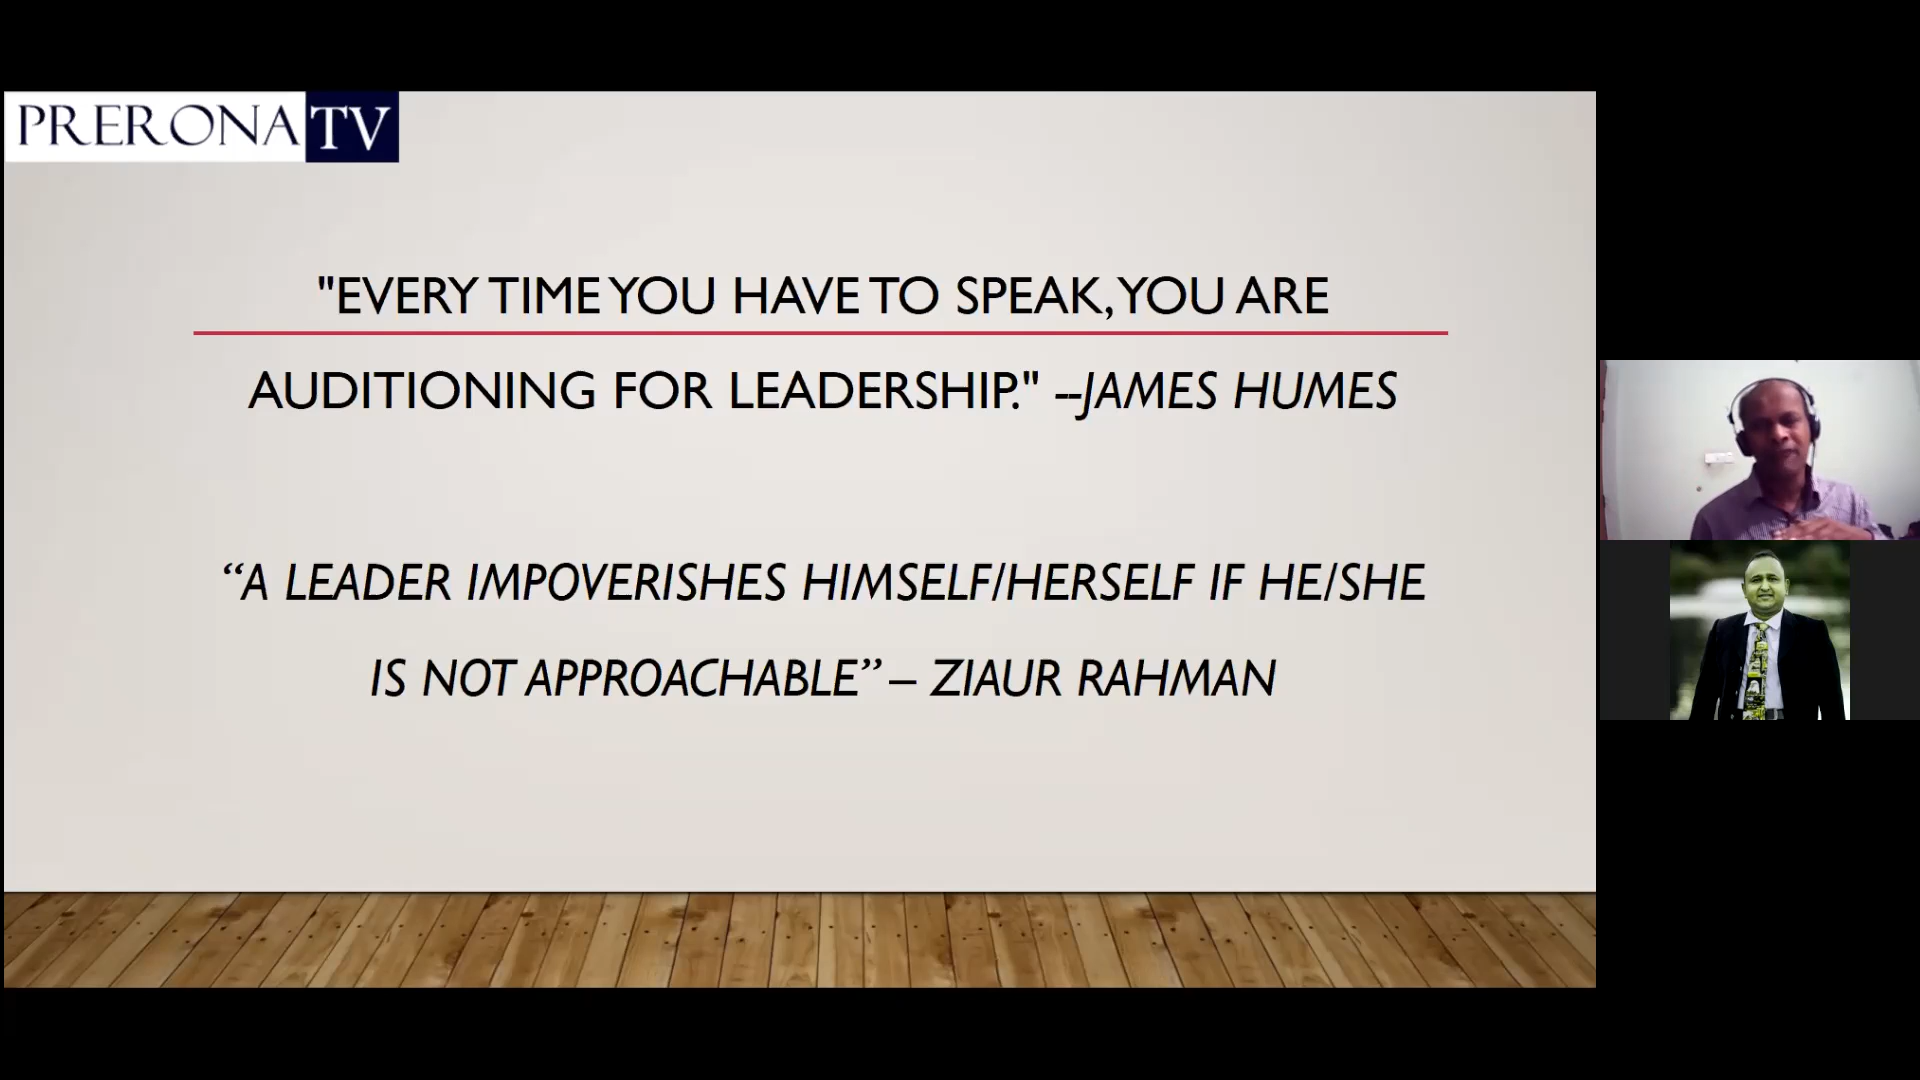 PRERONA TV
"EVERY TIME YOU HAVE TO SPEAK, YOU ARE
AUDITIONING FOR LEADERSHIP." --JAMES HUMES
“A LEADER IMPOVERISHES HIMSELF/HERSELF IF HE/SHE
IS NOT APPROACHABLE” – ZIAUR RAHMAN